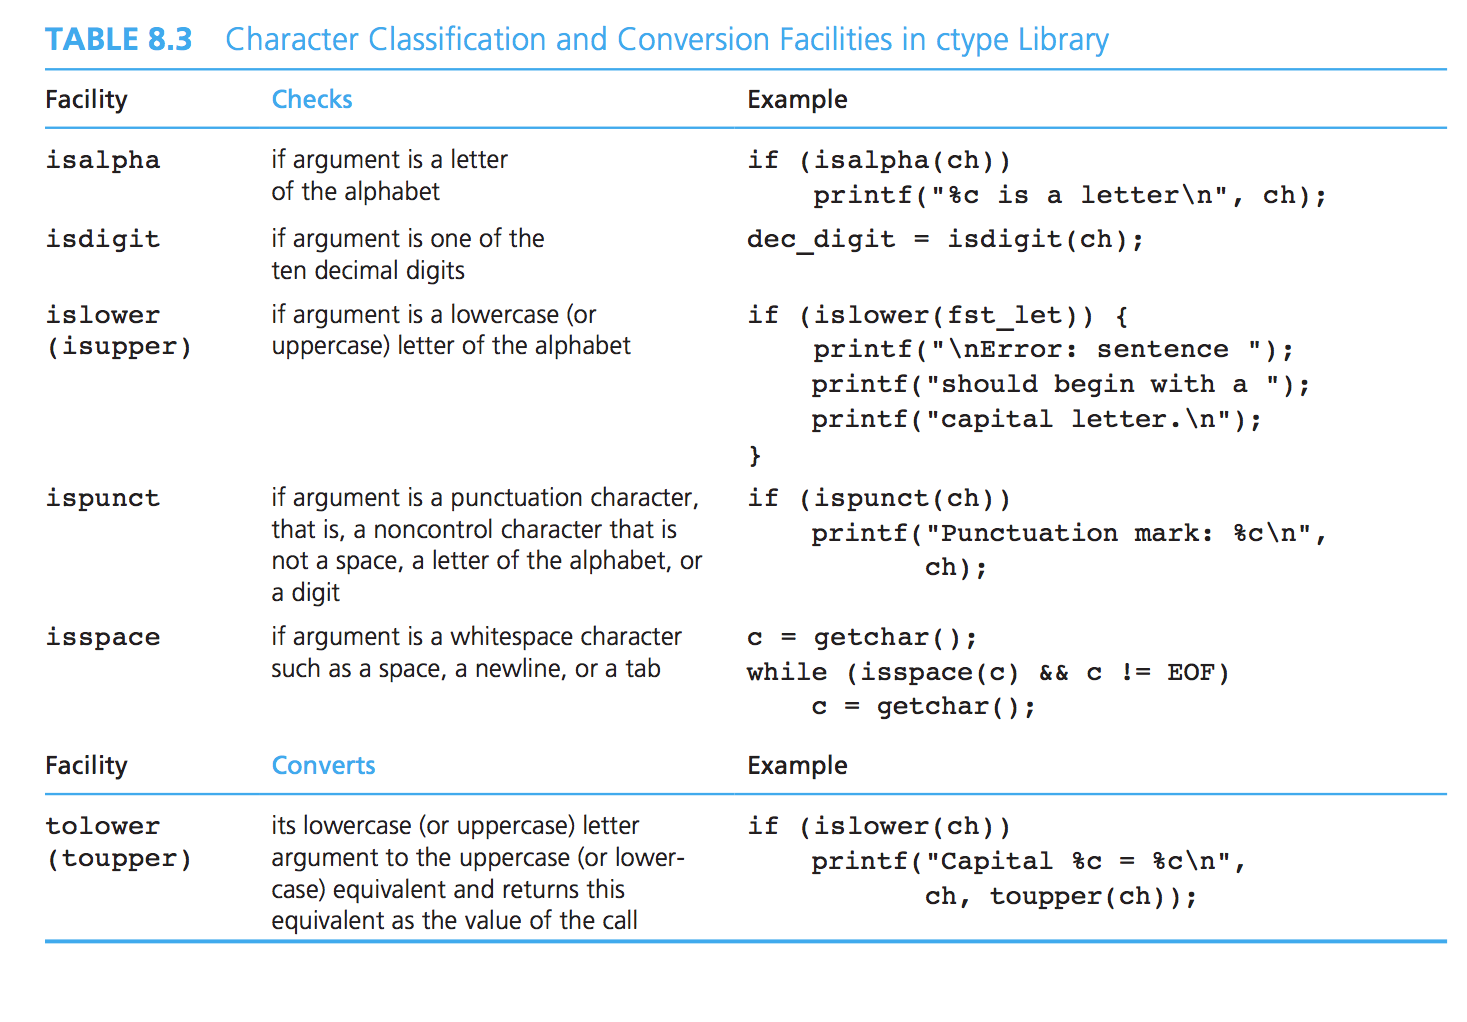 TABLE 8.3 Character Classification and Conversion Facilities in ctype Library
Facility Checks Example
isalpha if argument is a letter if (isalpha(ch))
of the alphabet printf("%c is a letter\n", ch);
isdigit if argument is one of the dec_digit = isdigit(ch);
ten decimal digits
islower if argument is a lowercase (or if (islower(fst_let)) {
(isupper) uppercase) letter of the alphabet printf("\nError: sentence ");
printf("should begin with a ");
printf("capital letter.\n");
}
ispunct if argument is a punctuation character, if (ispunct(ch))
that is, a noncontrol character that is printf("Punctuation mark: %c\n",
not a space, a letter of the alphabet, or ch);
a digit
isspace if argument is a whitespace character c = getchar();
such as a space, a newline, or a tab while (isspace(c) && c != EOF)
c = getchar();
Facility Converts Example
tolower its lowercase (or uppercase) letter if (islower(ch))
(toupper) argument to the uppercase (or lower- printf("Capital %c = %c\n",
case) equivalent and returns this ch, toupper(ch));
equivalent as the value of the call